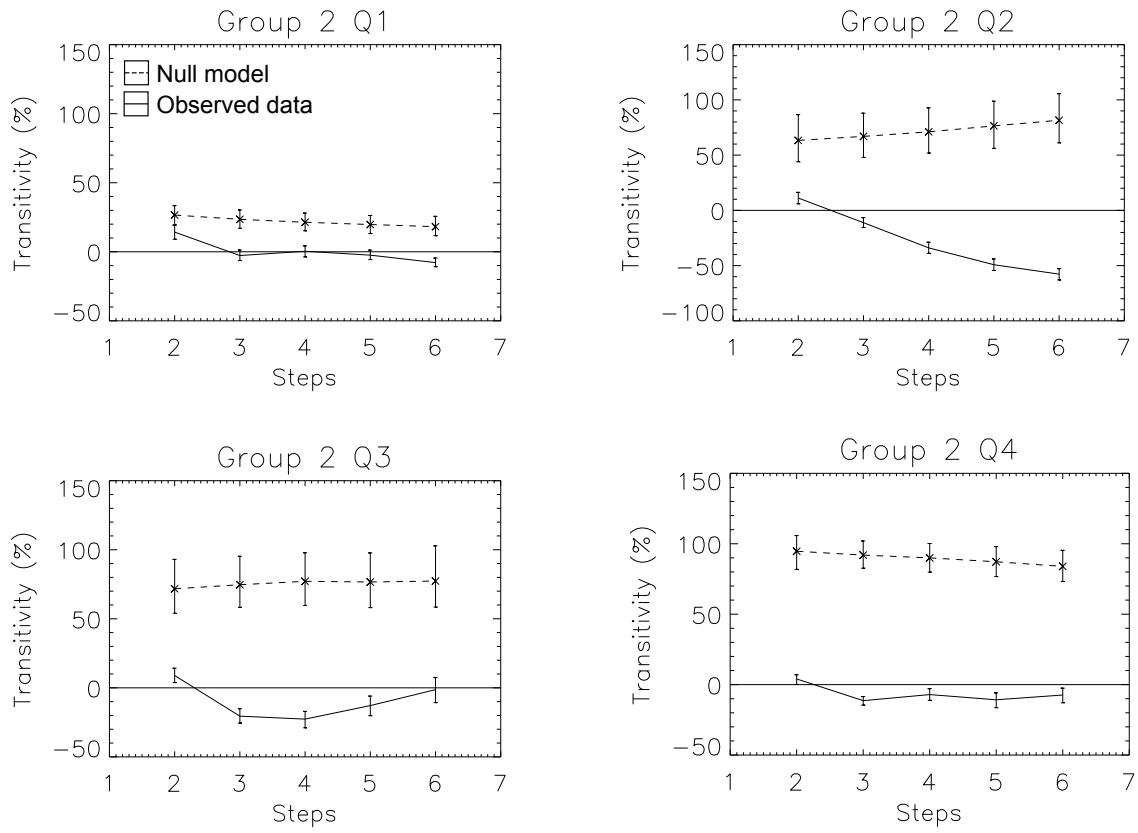 Group 2 Q1
150
100
50
0
−50
Transitivity (%)
Null model
Observed data
1 2 3 4 5 6 7
Steps
Group 2 Q2
150
100
50
0
−50
−100
Transitivity (%)
1 2 3 4 5 6 7
Steps
Group 2 Q3
150
100
50
0
−50
Transitivity (%)
1 2 3 4 5 6 7
Steps
Group 2 Q4
150
100
50
0
−50
Transitivity (%)
1 2 3 4 5 6 7
Steps